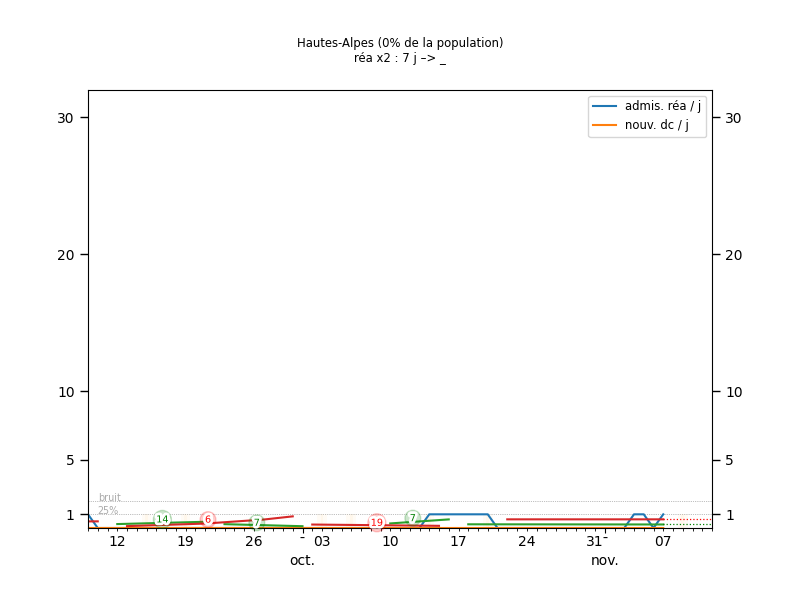 Hautes-Alpes (0% de la population)
réa x2 : 7 j –> _
admis. réa / j
nouv. dc / j
30 30
20 20
10 10
5 5
bruit
25%
1 14 6 7 19 7 1
12 19 26 - 03 10 17 24 31- 07
oct. nov.